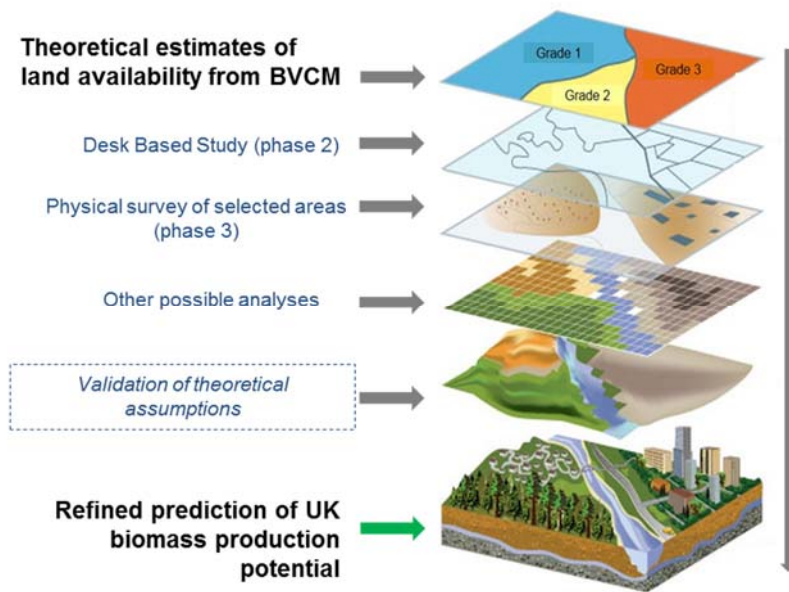 Theoretical estimates of
land availability from BVCM
Grade 1
Grade 3
Grade 2
Desk Based Study (phase 2)
Physical survey of selected areas
(phase 3)
Other possible analyses
Validation of theoretical
assumptions
Refined prediction of UK
biomass production
potential